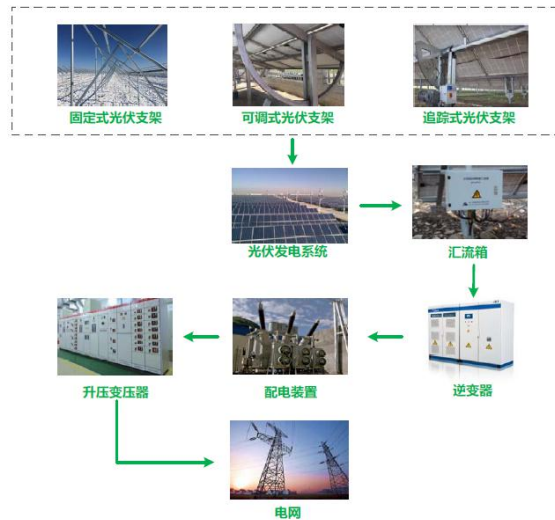 固定式光伏支架
可调式光伏支架
追踪式光伏支架
光伏发电系统
汇流箱
升压变压器
配电装置
逆变器
电网